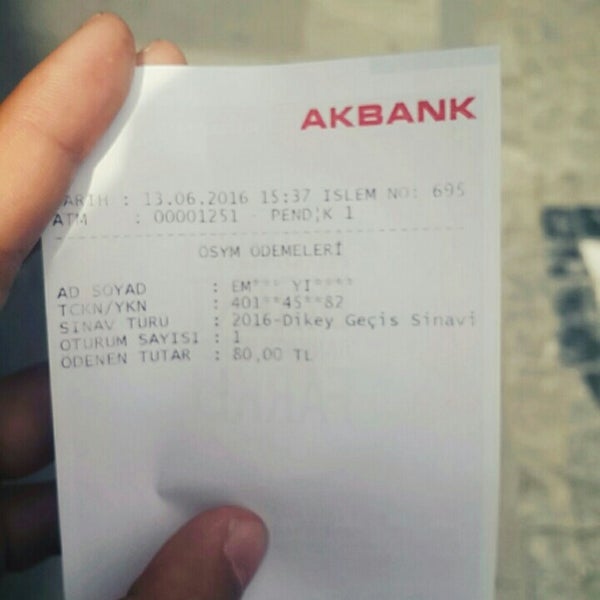 AKBANK
TARIH : 13.06.2016 15:37 ISLEM NO: 695
ATM : 00001251 - PENDİK 1
OSYM ODEMELERİ
AD SOYAD : EM*** YI****
TCKN/YKN : 401**45**82
SINAV TURU : 2016-Dikey Geçis Sinavi
OTURUM SAYISI : 1
ODENEN TUTAR : 80,00 TL